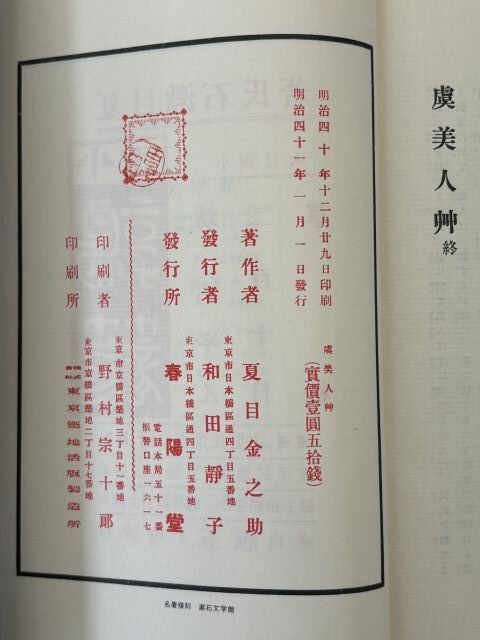 虞美人艸
終
明治四十年十二月廿九日印刷
明治四十一年一月一日發行
虞美人艸
(實價壹圓五拾錢)
著作者 夏目金之助
東京市日本橋區通四丁目五番地
發行者 和田靜子
東京市日本橋區通四丁目五番地
發行所 春陽堂
電話本局五十一番
振替口座一六一七
東京市京橋區築地三丁目十一番地
印刷者 野村宗十郎
東京市京橋區築地二丁目十七番地
印刷所 株式會社 東京築地活版製造所
名著複刻 漱石文学館